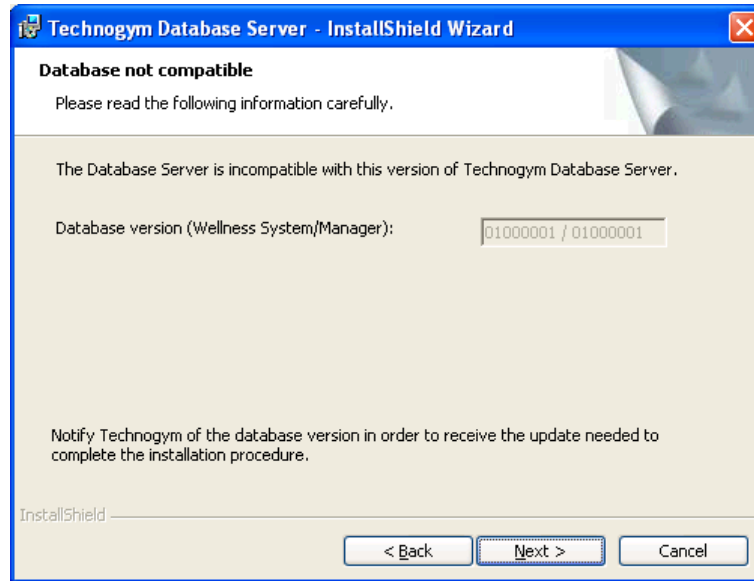 Technogym Database Server - InstallShield Wizard
Database not compatible
Please read the following information carefully.
The Database Server is incompatible with this version of Technogym Database Server.
Database version (Wellness System/Manager): 01000001 / 01000001
Notify Technogym of the database version in order to receive the update needed to
complete the installation procedure.
InstallShield
< Back Next > Cancel